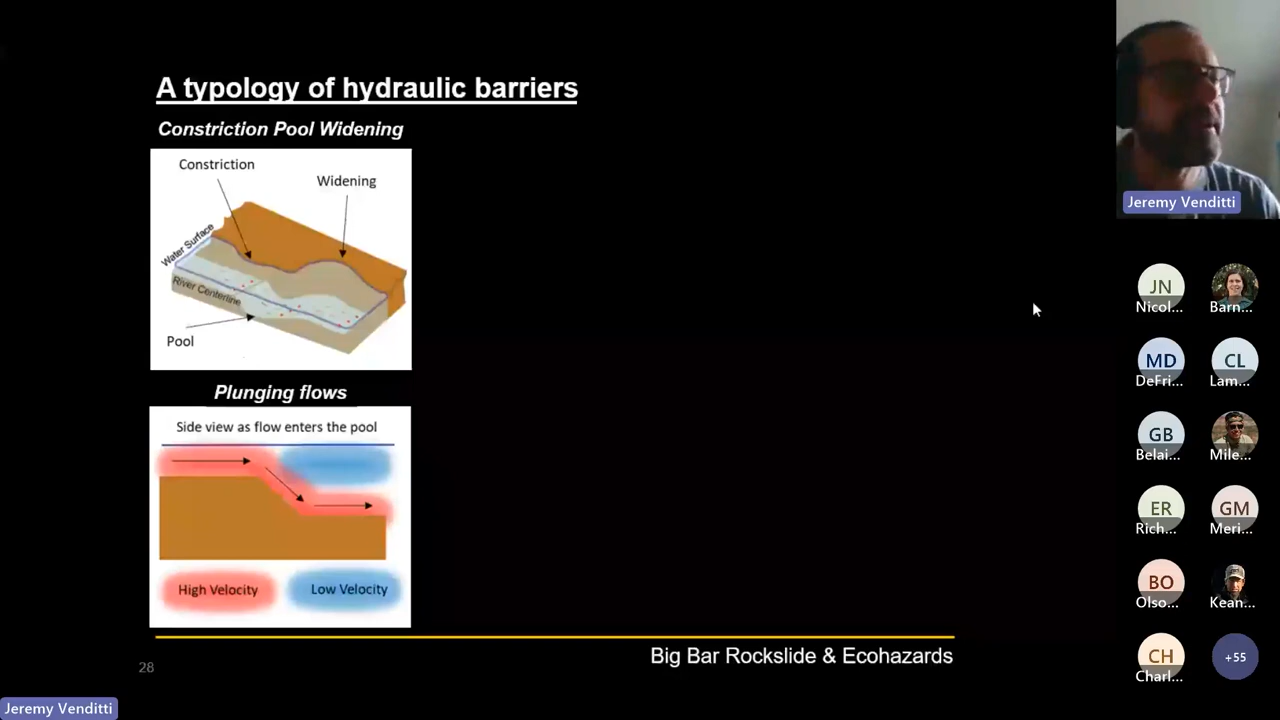 A typology of hydraulic barriers
Constriction Pool Widening
Constriction
Widening
Water Surface
River Centerline
Pool
Plunging flows
Side view as flow enters the pool
High Velocity
Low Velocity
Big Bar Rockslide & Ecohazards
28
Jeremy Venditti
Jeremy Venditti
JN
Nicol...
Barn...
MD
DeFri...
CL
Lam...
GB
Belai...
Mile...
ER
Rich...
GM
Meri...
BO
Olso...
Kean...
CH
Charl...
+55